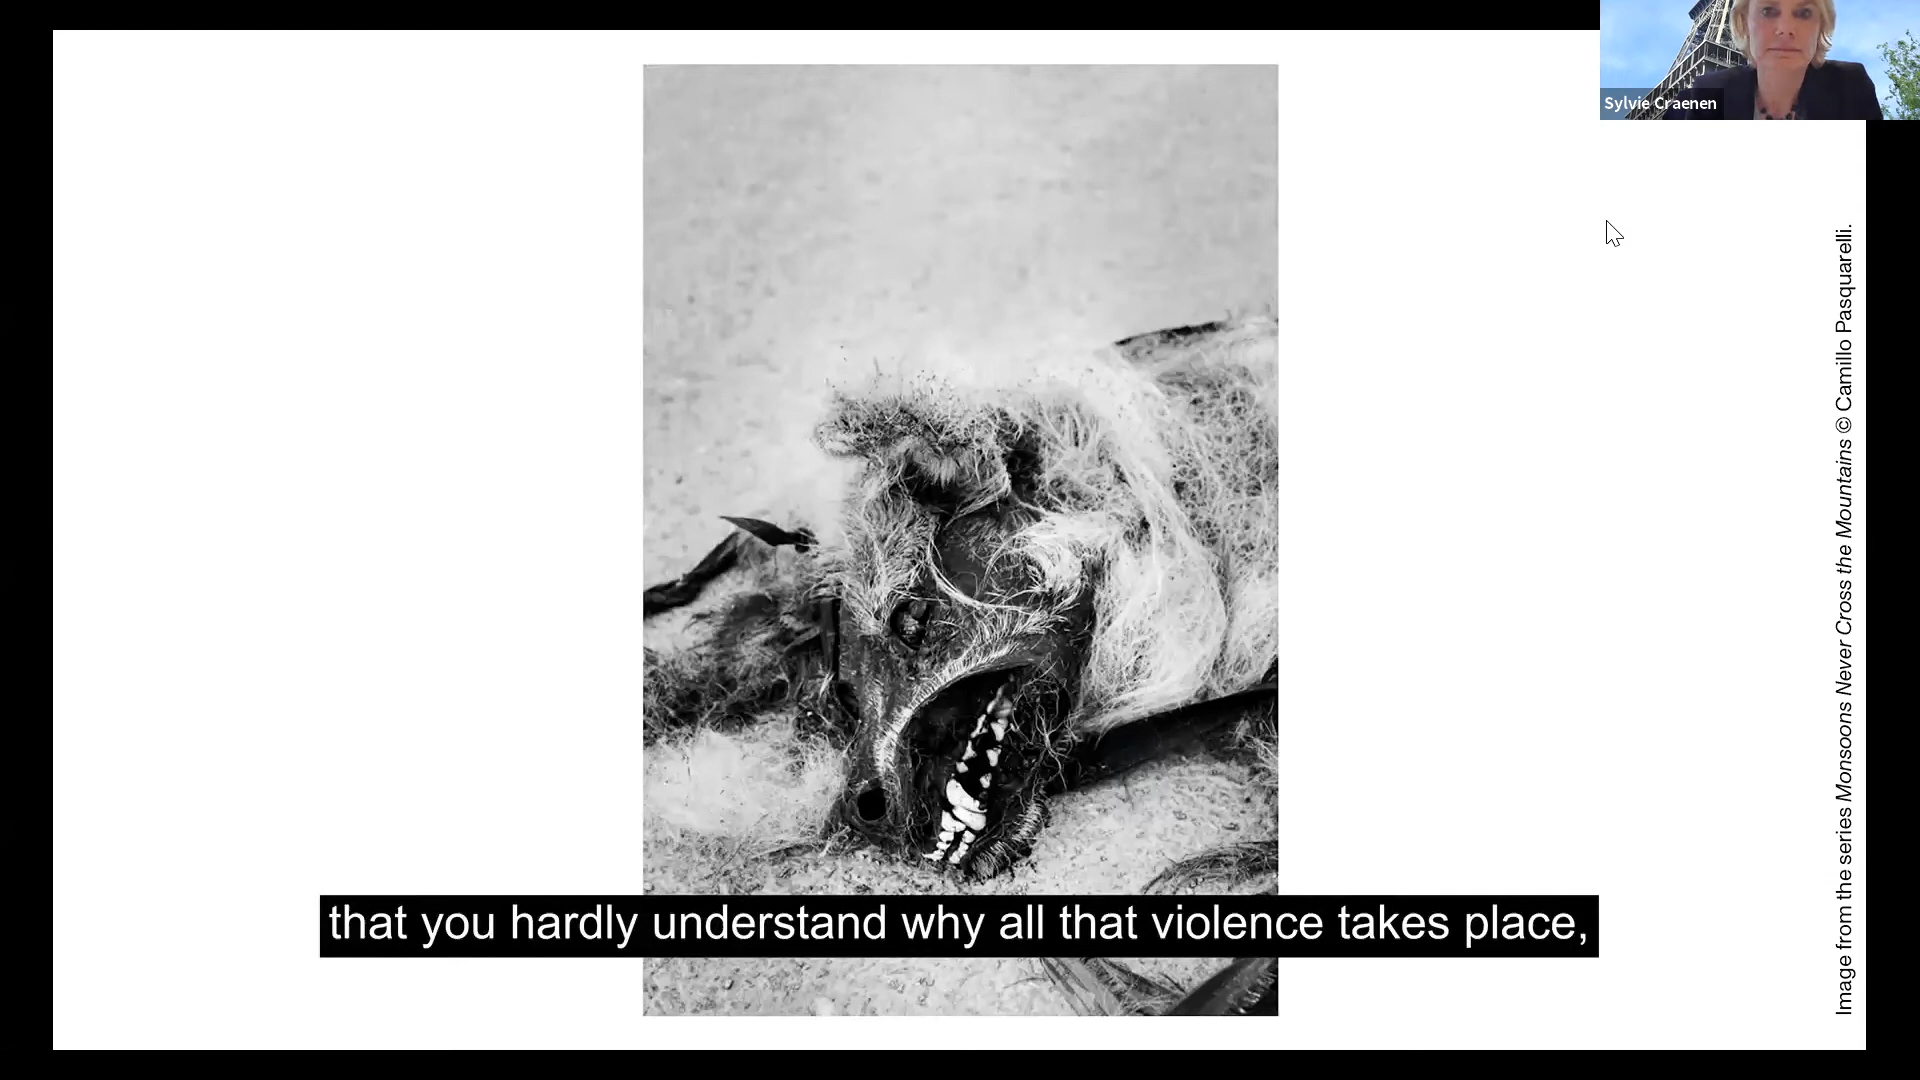 Sylvie Craenen
Image from the series Monsoons Never Cross the Mountains © Camillo Pasquarelli.
that you hardly understand why all that violence takes place,